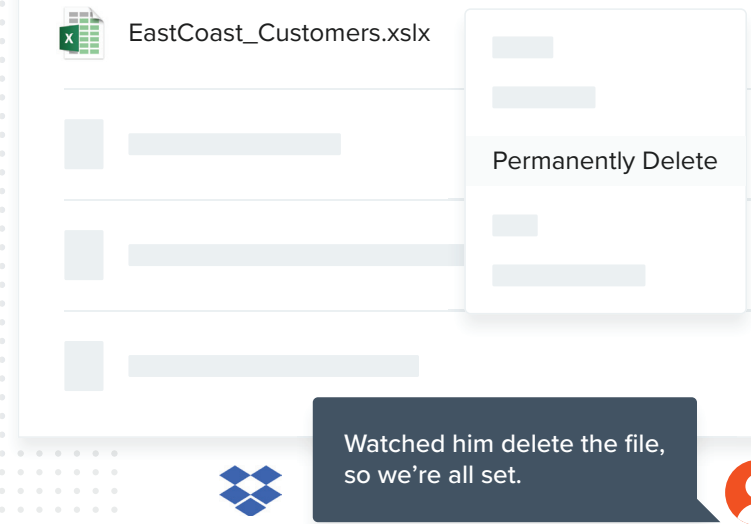 EastCoast_Customers.xslx
Permanently Delete
Watched him delete the file,
so we’re all set.